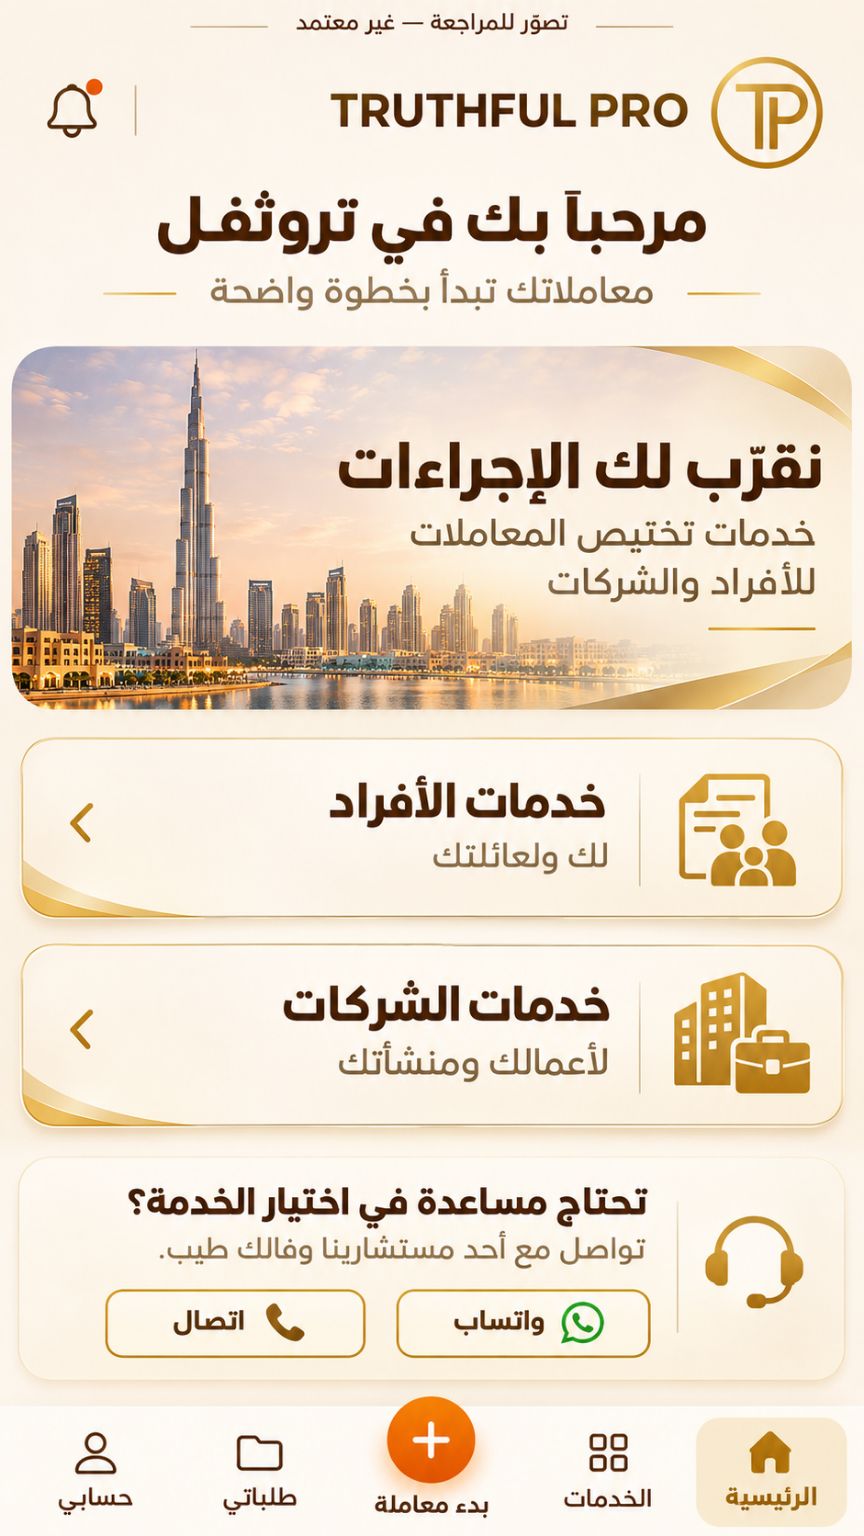 تصوّر للمراجعة — غير معتمد
TP
TRUTHFUL PRO
مرحباً بك في تروثفل
معاملاتك تبدأ بخطوة واضحة
نقرّب لك الإجراءات
خدمات تختيص المعاملات
للأفراد والشركات
خدمات الأفراد
لك ولعائلتك
خدمات الشركات
لأعمالك ومنشأتك
تحتاج مساعدة في اختيار الخدمة؟
تواصل مع أحد مستشارينا وفالك طيب.
واتساب
اتصال
الرئيسية
الخدمات
بدء معاملة
طلباتي
حسابي